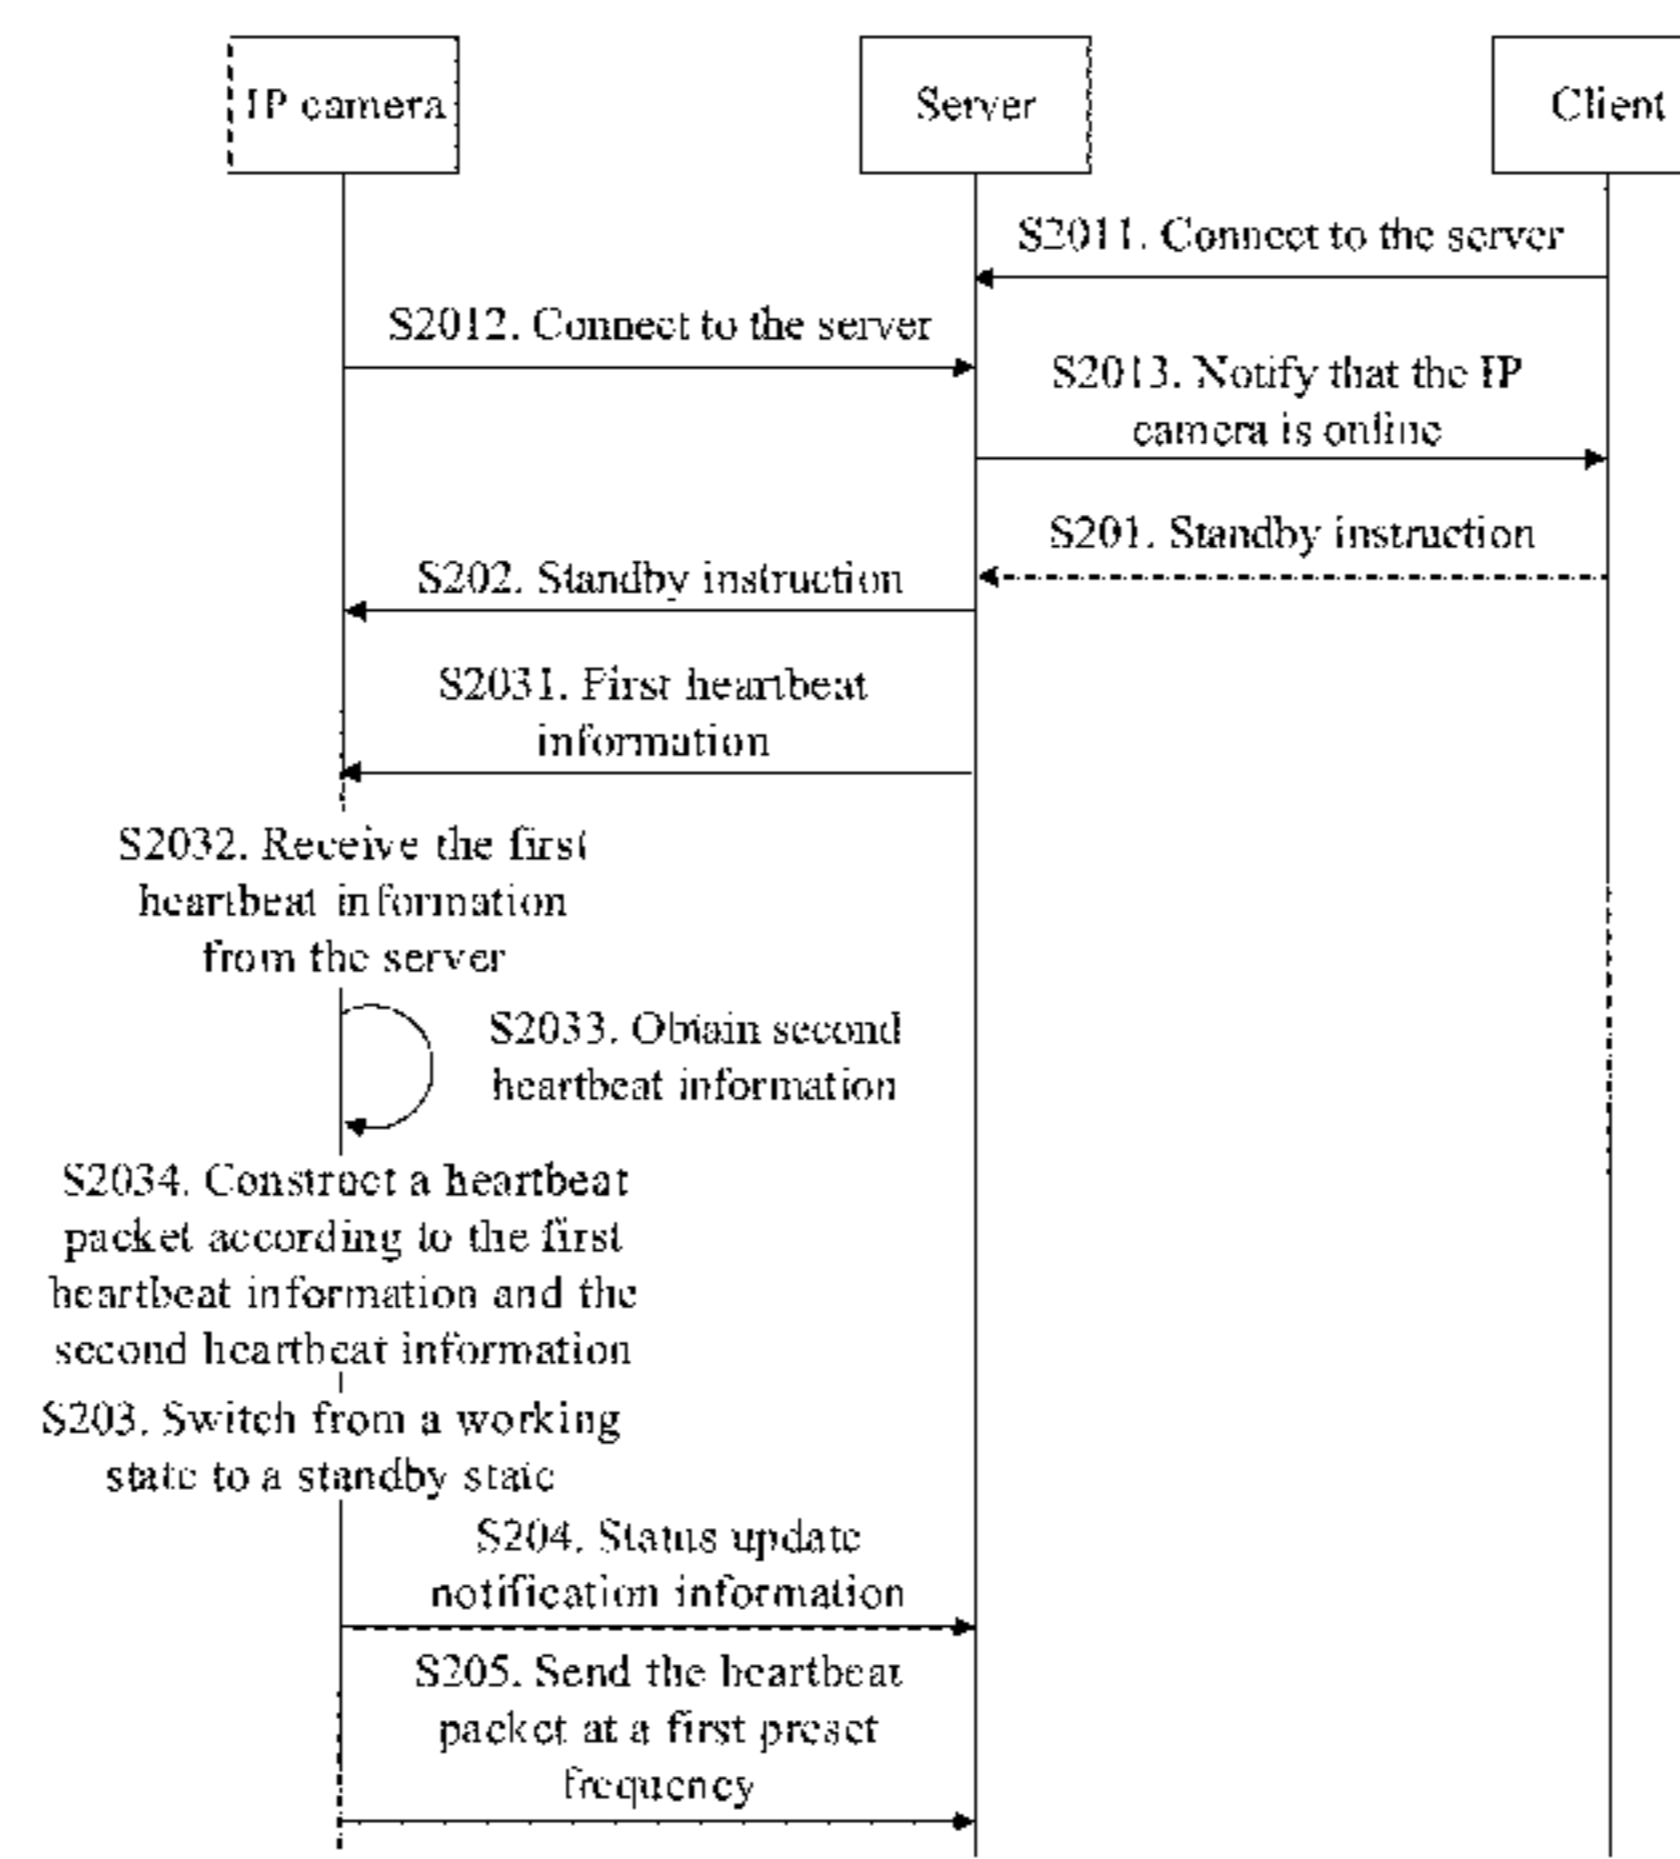 IP camera
Server
Client
S2011. Connect to the server
S2012. Connect to the server
S2013. Notify that the IP
camera is online
S201. Standby instruction
S202. Standby instruction
S2031. First heartbeat
information
S2032. Receive the first
heartbeat information
from the server
S2033. Obtain second
heartbeat information
S2034. Construct a heartbeat
packet according to the first
heartbeat information and the
second heartbeat information
S203. Switch from a working
state to a standby state
S204. Status update
notification information
S205. Send the heartbeat
packet at a first preset
frequency